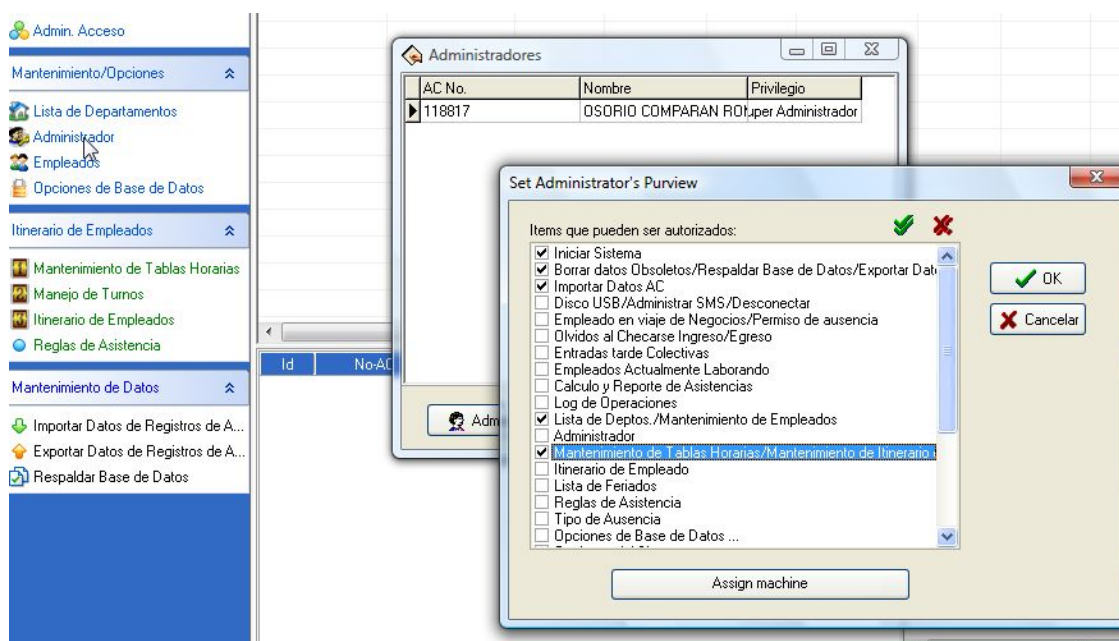 Admin. Acceso
Mantenimiento/Opciones
Lista de Departamentos
Administrador
Empleados
Opciones de Base de Datos
Itinerario de Empleados
Mantenimiento de Tablas Horarias
Manejo de Turnos
Itinerario de Empleados
Reglas de Asistencia
Mantenimiento de Datos
Importar Datos de Registros de A...
Exportar Datos de Registros de A...
Respaldar Base de Datos
Id No-AC
Administradores
AC No. Nombre Privilegio
118817 OSORIO COMPARAN uper Administrador
Adm
Set Administrator's Purview
Items que pueden ser autorizados:
Iniciar Sistema
Borrar datos Obsoletos/Respaldar Base de Datos/Exportar Dat
Importar Datos AC
Disco USB/Administrar SMS/Desconectar
Empleado en viaje de Negocios/Permiso de ausencia
Olvidos al Checarse Ingreso/Egreso
Entradas tarde Colectivas
Empleados Actualmente Laborando
Calculo y Reporte de Asistencias
Log de Operaciones
Lista de Deptos./Mantenimiento de Empleados
Administrador
Mantenimiento de Tablas Horarias/Mantenimiento de Itinerario
Itinerario de Empleado
Lista de Feriados
Reglas de Asistencia
Tipo de Ausencia
Opciones de Base de Datos ...
OK
Cancelar
Assign machine